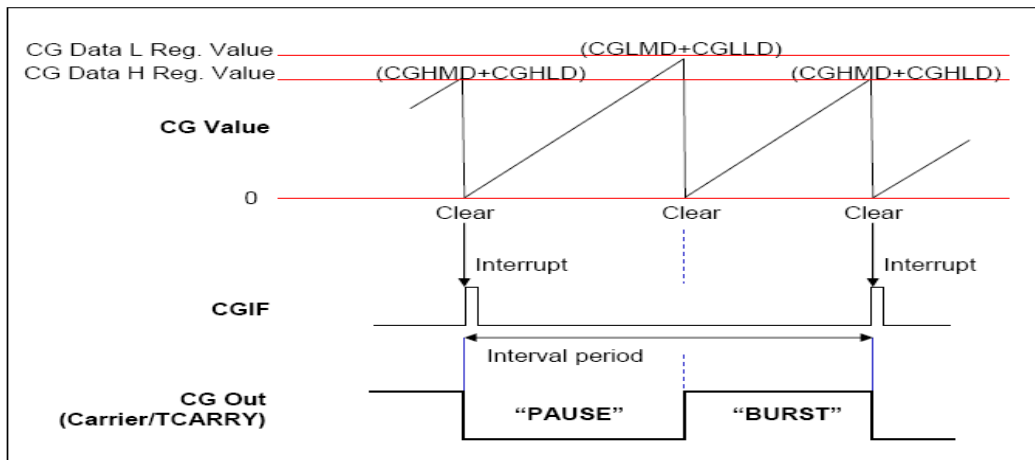 CG Data L Reg. Value
(CGLMD+CGLLD)
CG Data H Reg. Value
(CGHMD+CGHLD)
(CGHMD+CGHLD)
CG Value
0
Clear
Clear
Clear
Interrupt
Interrupt
CGIF
Interval period
CG Out
(Carrier/TCARRY)
“PAUSE”
“BURST”